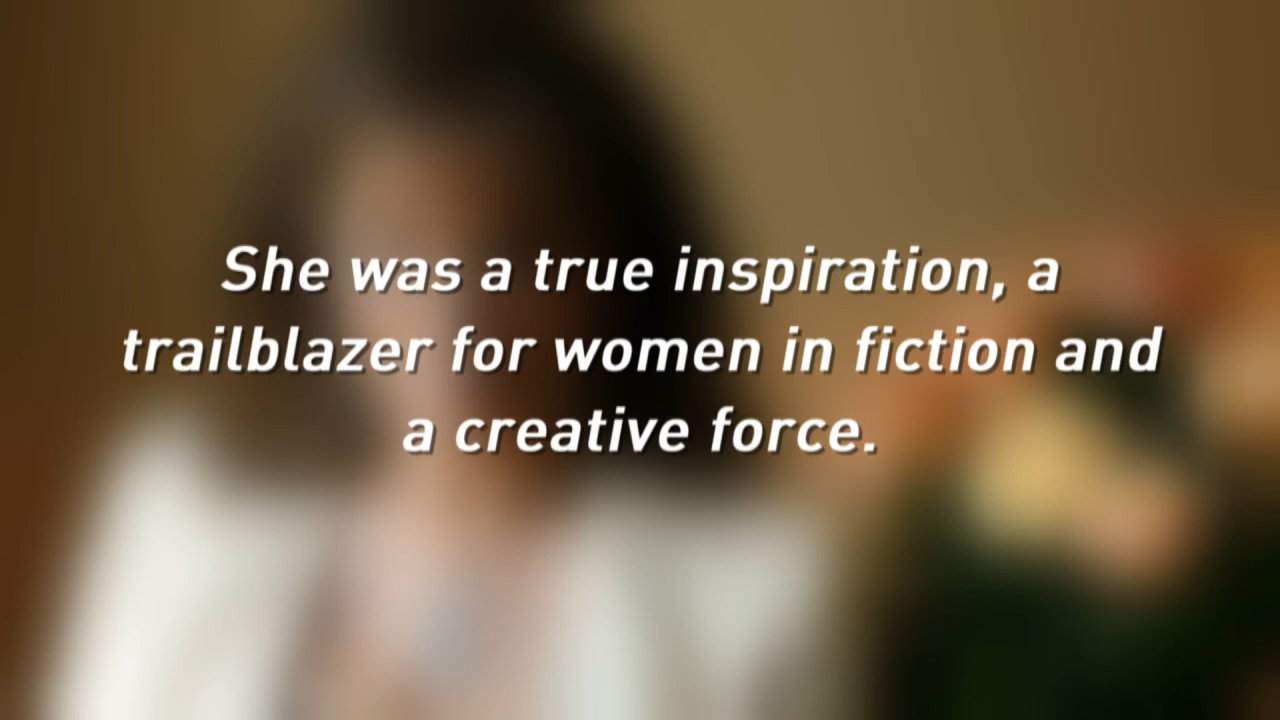 She was a true inspiration, a
trailblazer for women in fiction and
a creative force.